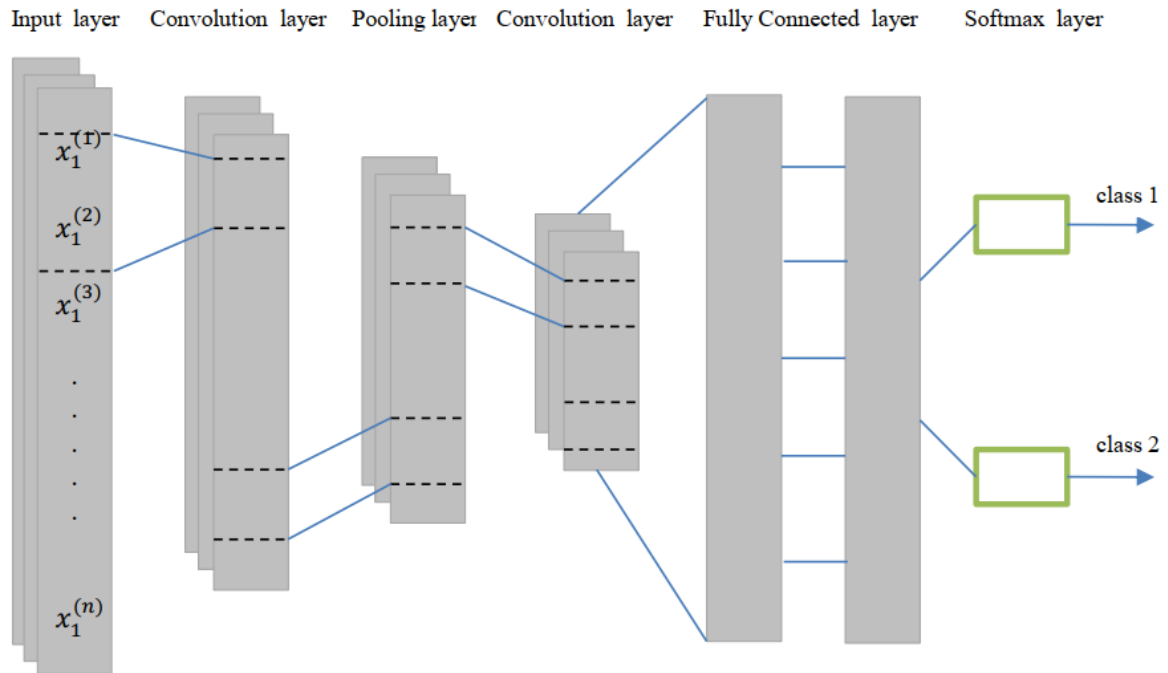 Input layer Convolution layer Pooling layer Convolution layer Fully Connected layer Softmax layer
x_1^{(1)}
x_1^{(2)}
x_1^{(3)}
.
.
.
.
.
x_1^{(n)}
class 1
class 2